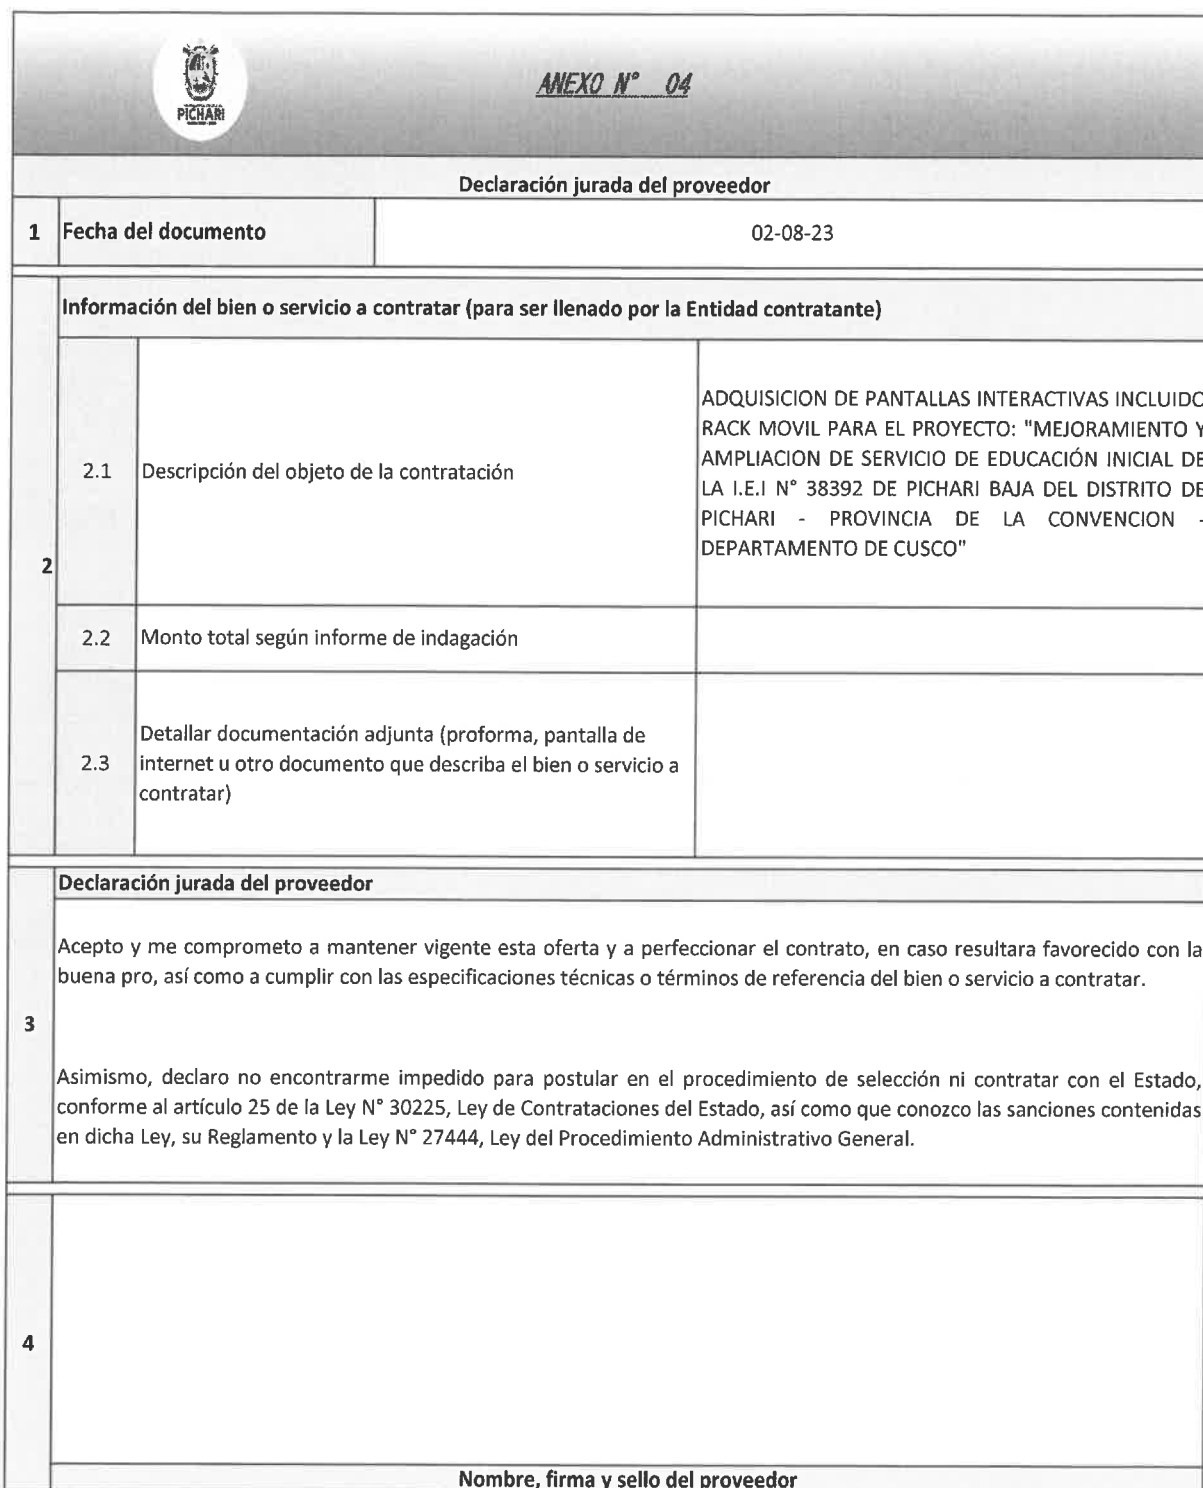 PICHARI
ANEXO N° 04
Declaración jurada del proveedor
1 Fecha del documento 02-08-23
Información del bien o servicio a contratar (para ser llenado por la Entidad contratante)
2
2.1 Descripción del objeto de la contratación
ADQUISICION DE PANTALLAS INTERACTIVAS INCLUIDO
RACK MOVIL PARA EL PROYECTO: "MEJORAMIENTO Y
AMPLIACION DE SERVICIO DE EDUCACIÓN INICIAL DE
LA I.E.I N° 38392 DE PICHARI BAJA DEL DISTRITO DE
PICHARI - PROVINCIA DE LA CONVENCION -
DEPARTAMENTO DE CUSCO"
2.2 Monto total según informe de indagación
2.3
Detallar documentación adjunta (proforma, pantalla de
internet u otro documento que describa el bien o servicio a
contratar)
Declaración jurada del proveedor
3
Acepto y me comprometo a mantener vigente esta oferta y a perfeccionar el contrato, en caso resultara favorecido con la
buena pro, así como a cumplir con las especificaciones técnicas o términos de referencia del bien o servicio a contratar.
Asimismo, declaro no encontrarme impedido para postular en el procedimiento de selección ni contratar con el Estado,
conforme al artículo 25 de la Ley N° 30225, Ley de Contrataciones del Estado, así como que conozco las sanciones contenidas
en dicha Ley, su Reglamento y la Ley N° 27444, Ley del Procedimiento Administrativo General.
4
Nombre, firma y sello del proveedor